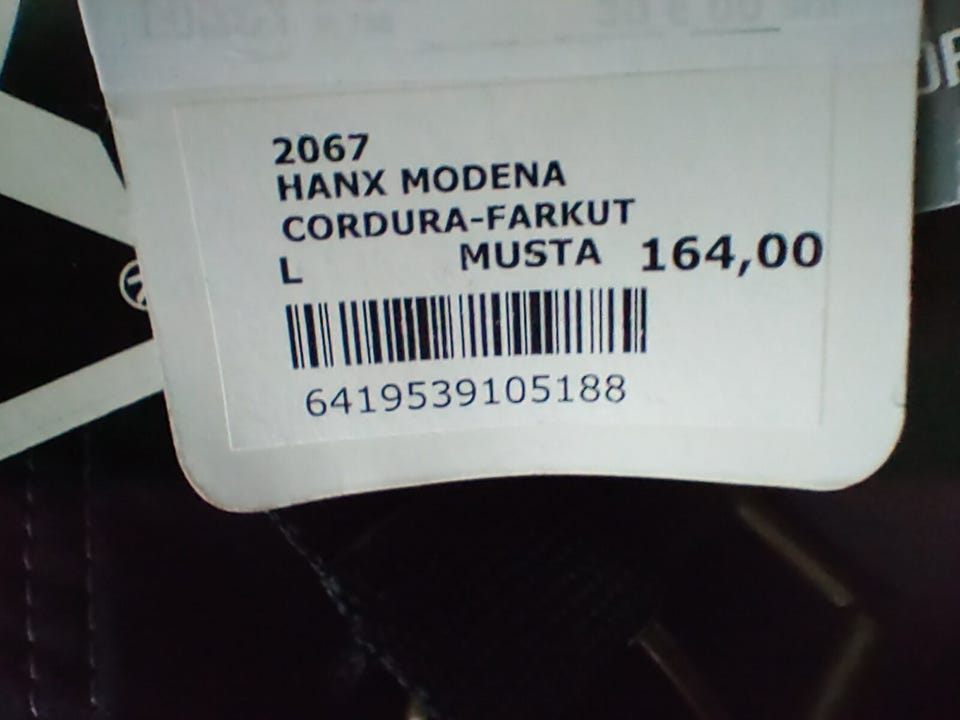 2067
HANX MODENA
CORDURA-FARKUT
L MUSTA 164,00
6419539105188